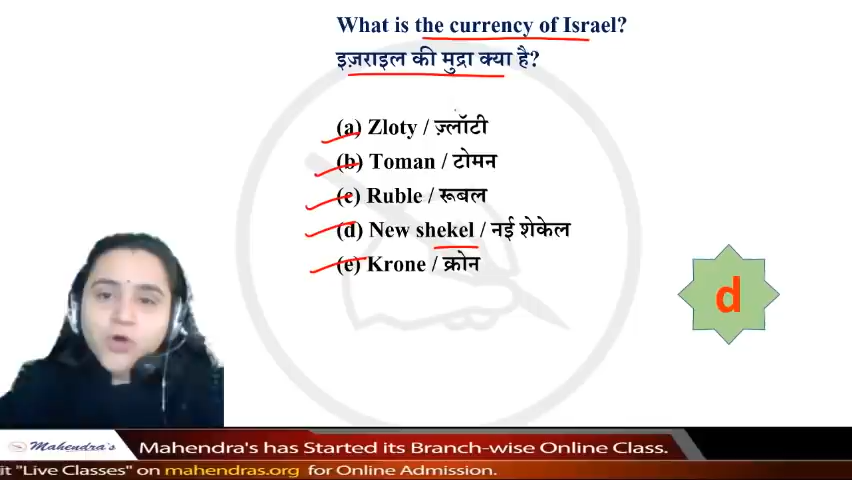 What is the currency of Israel?
इज़राइल की मुद्रा क्या है?
(a) Zloty / ज़्लॉटी
(b) Toman / टोमन
(c) Ruble / रूबल
(d) New shekel / नई शेकेल
(e) Krone / क्रोन
d
Mahendra's
Mahendra's has Started its Branch-wise Online Class.
it "Live Classes" on mahendras.org for Online Admission.